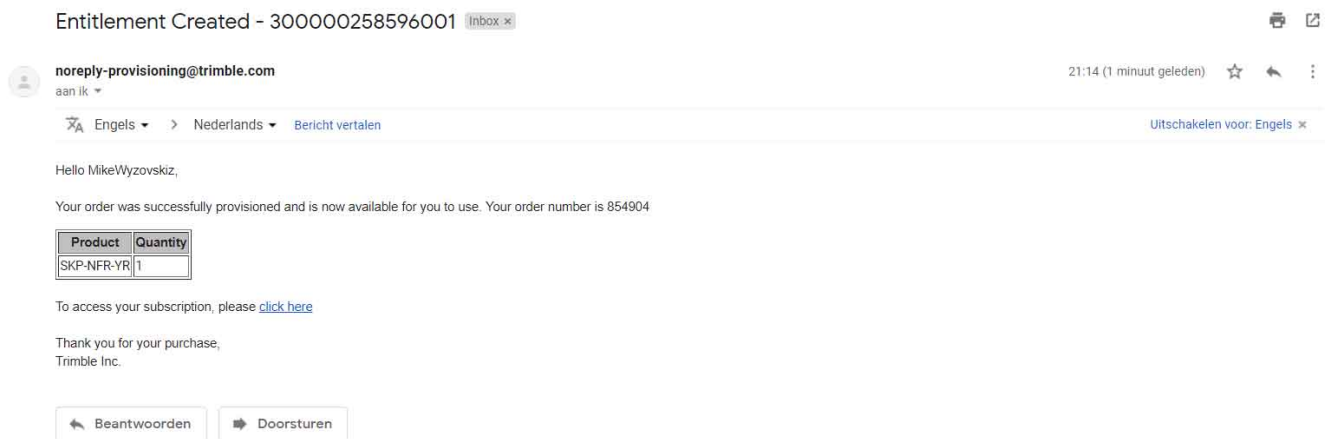 Entitlement Created - 300000258596001 Inbox ×
noreply-provisioning@trimble.com
21:14 (1 minuut geleden)
aan ik
Engels > Nederlands Bericht vertalen
Uitschakelen voor: Engels ×
Hello MikeWyzovskiz,
Your order was successfully provisioned and is now available for you to use. Your order number is 854904
Product Quantity
SKP-NFR-YR 1
To access your subscription, please click here
Thank you for your purchase,
Trimble Inc.
Beantwoorden Doorsturen